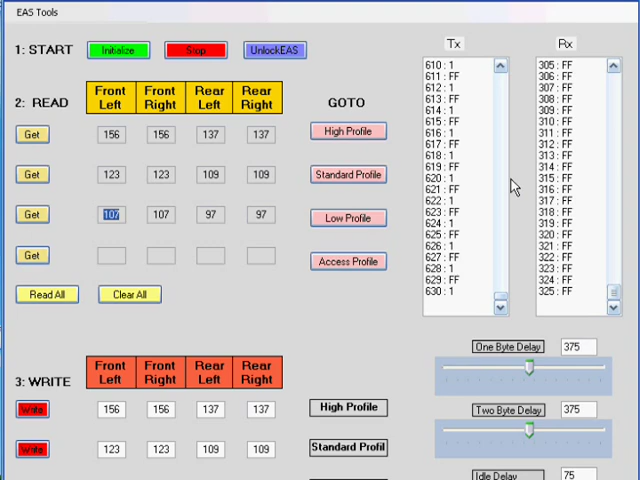 EAS Tools
1: START
Initialize
Stop
UnlockEAS
2: READ
Front Left
Front Right
Rear Left
Rear Right
GOTO
Get
156
156
137
137
High Profile
Get
123
123
109
109
Standard Profile
Get
107
107
97
97
Low Profile
Get
Access Profile
Read All
Clear All
Tx
610 : 1
611 : FF
612 : 1
613 : FF
614 : 1
615 : FF
616 : 1
617 : FF
618 : 1
619 : FF
620 : 1
621 : FF
622 : 1
623 : FF
624 : 1
625 : FF
626 : 1
627 : FF
628 : 1
629 : FF
630 : 1
Rx
305 : FF
306 : FF
307 : FF
308 : FF
309 : FF
310 : FF
311 : FF
312 : FF
313 : FF
314 : FF
315 : FF
316 : FF
317 : FF
318 : FF
319 : FF
320 : FF
321 : FF
322 : FF
323 : FF
324 : FF
325 : FF
3: WRITE
Front Left
Front Right
Rear Left
Rear Right
Write
156
156
137
137
High Profile
Write
123
123
109
109
Standard Profil
One Byte Delay
375
Two Byte Delay
375
Idle Delay
75